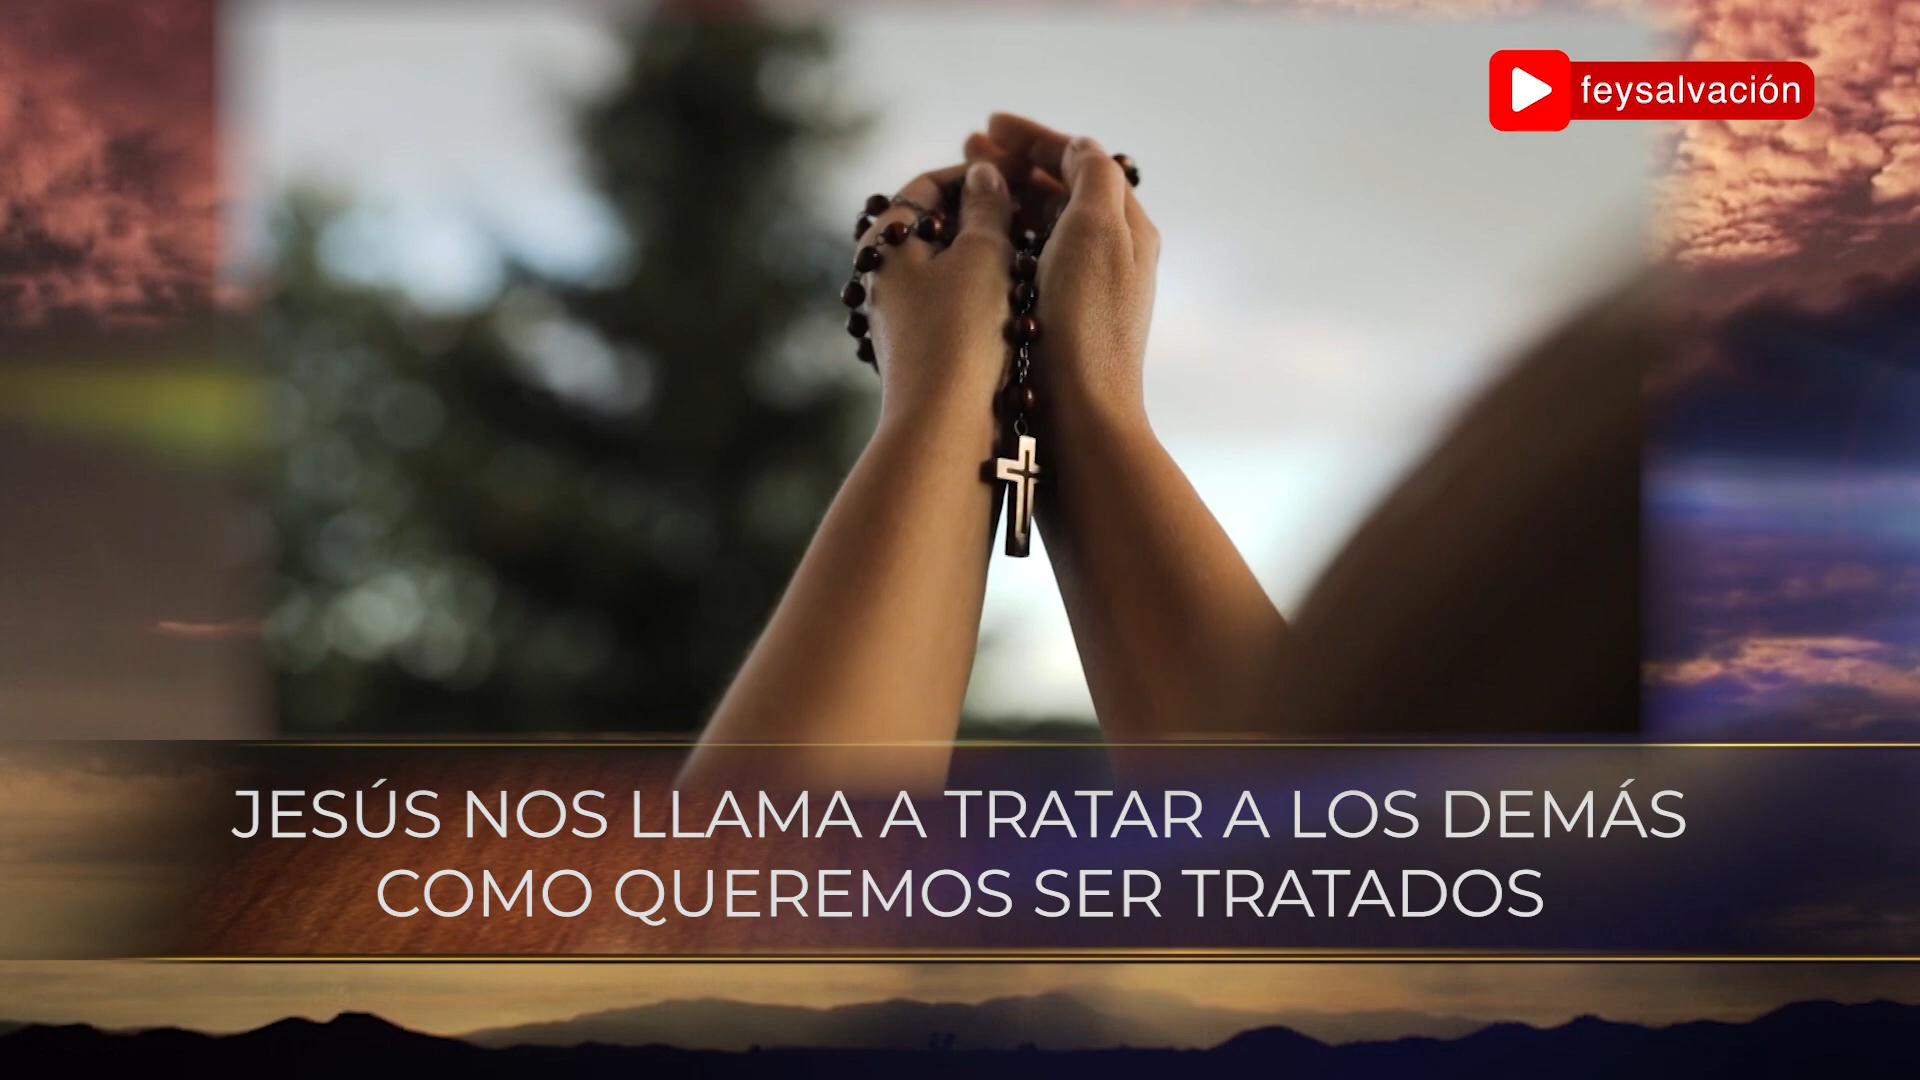 feysalvación
JESÚS NOS LLAMA A TRATAR A LOS DEMÁS
COMO QUEREMOS SER TRATADOS